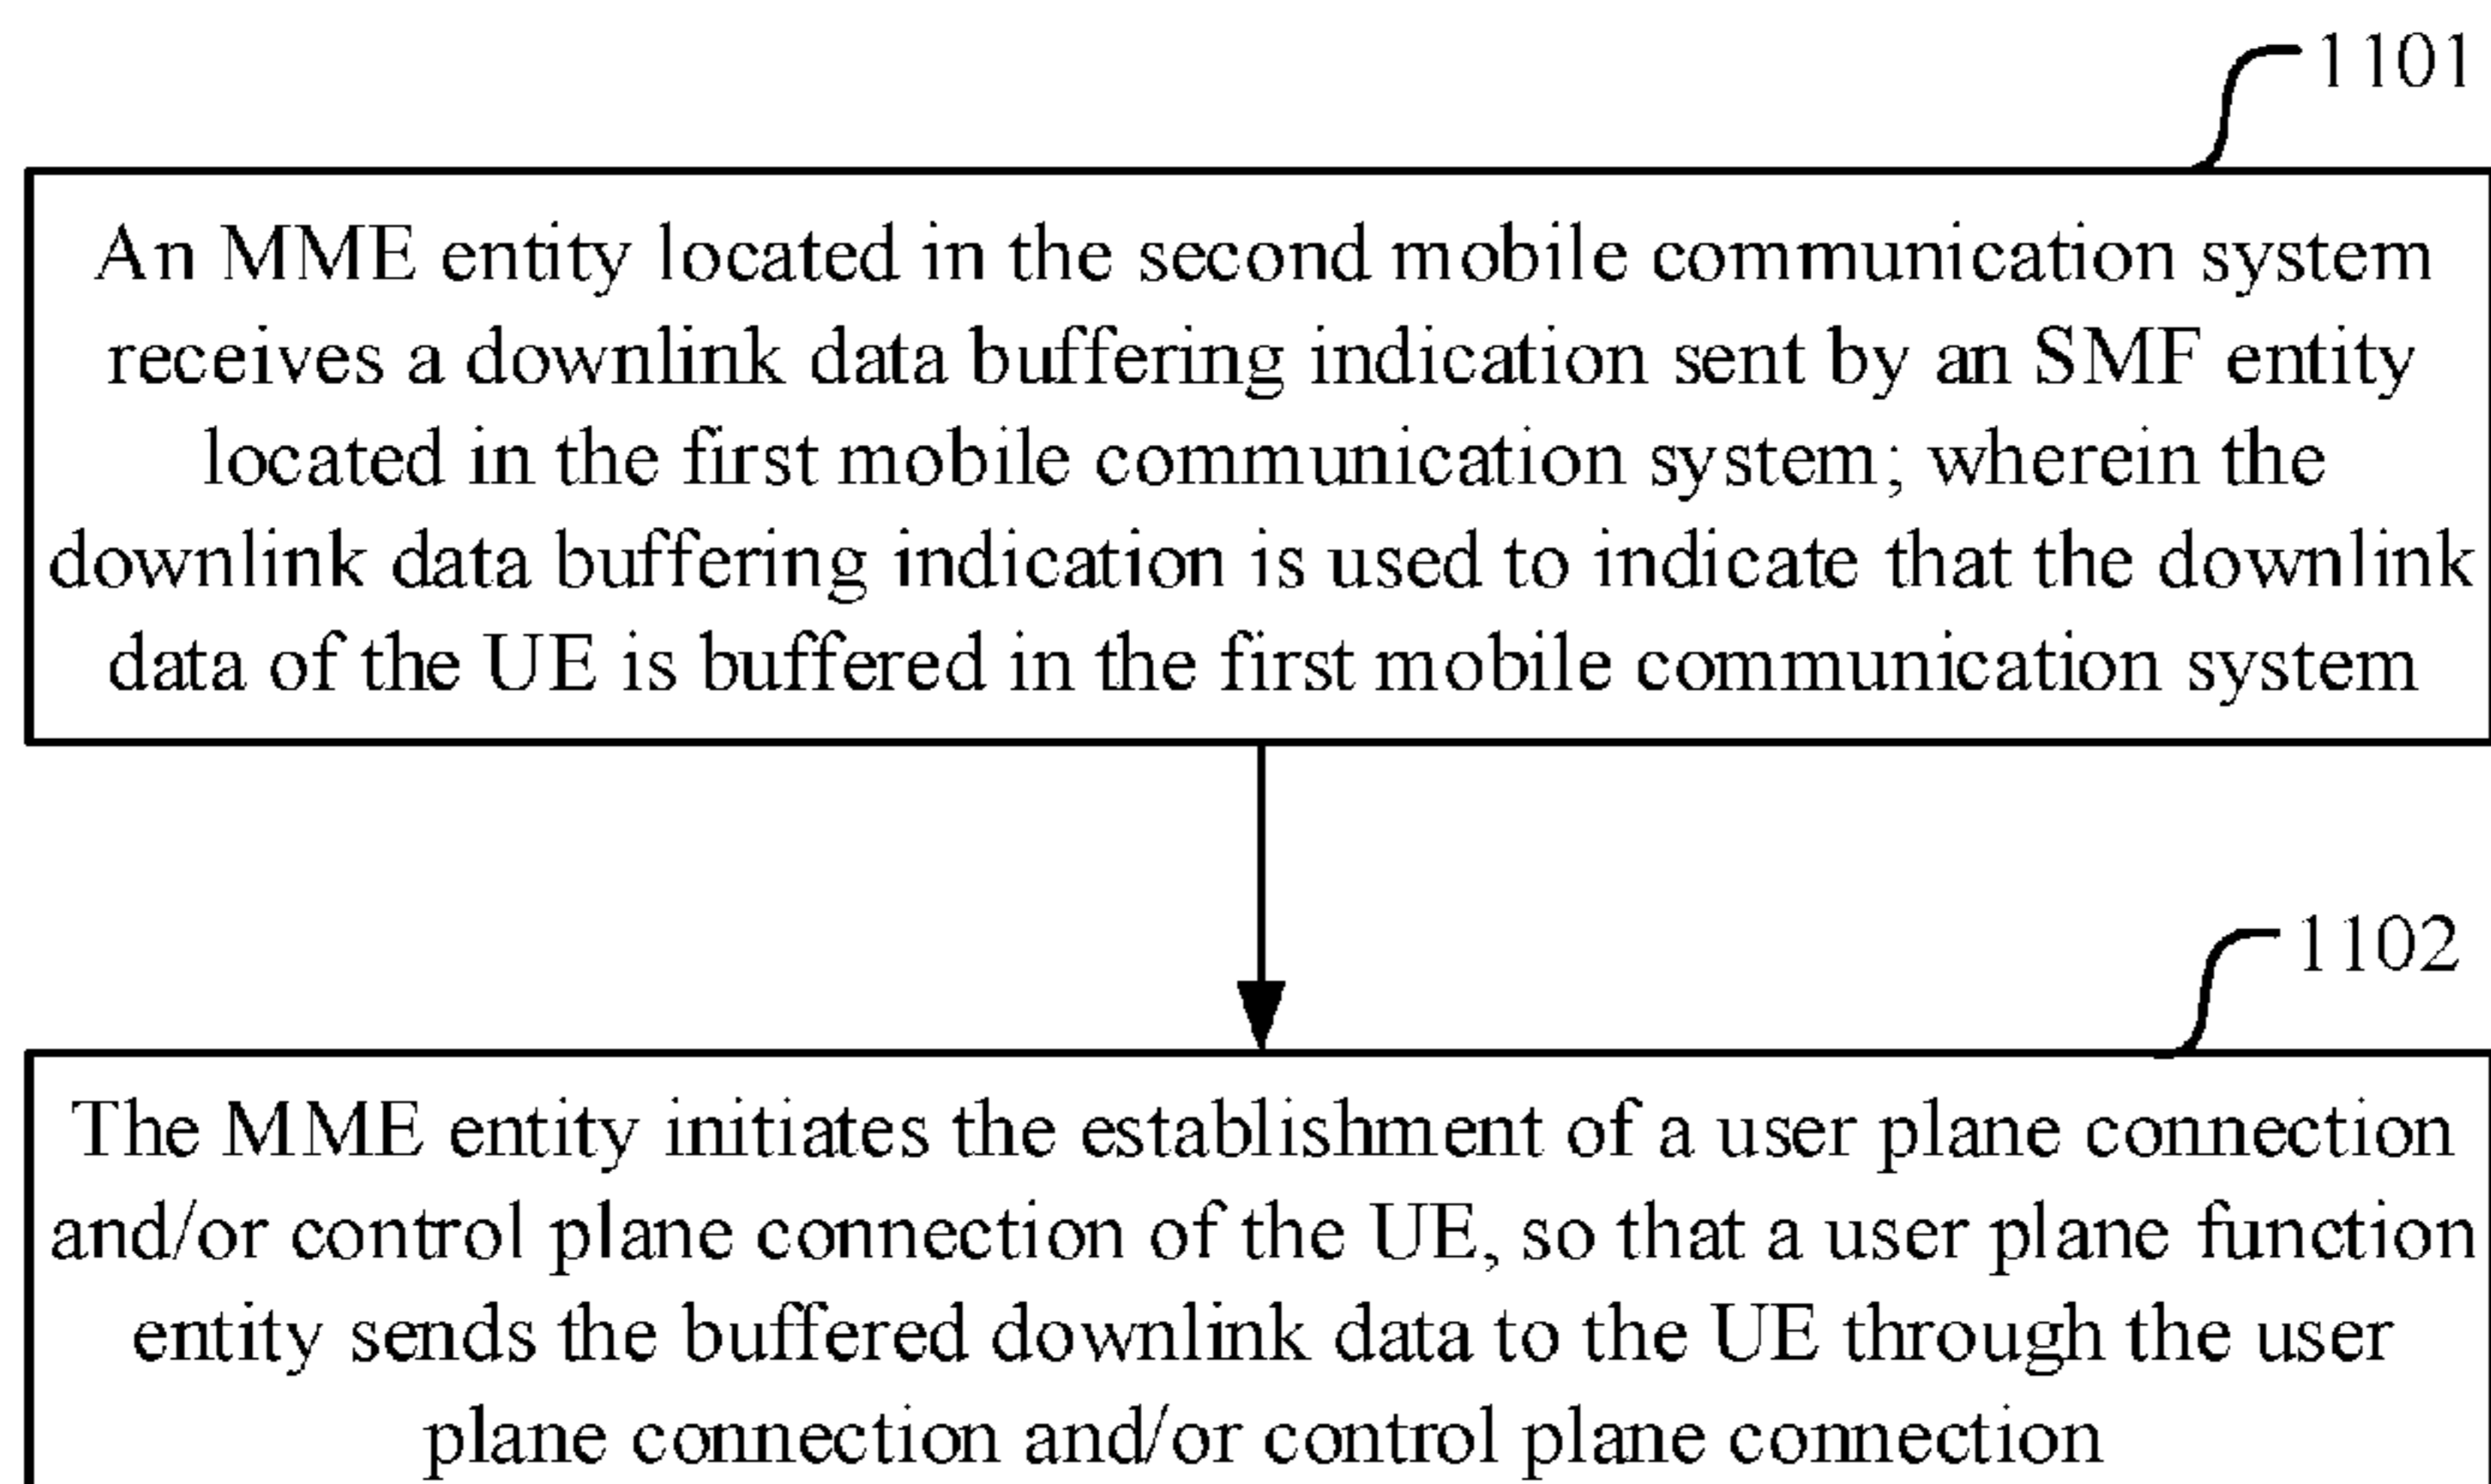 1101
An MME entity located in the second mobile communication system
receives a downlink data buffering indication sent by an SMF entity
located in the first mobile communication system; wherein the
downlink data buffering indication is used to indicate that the downlink
data of the UE is buffered in the first mobile communication system
1102
The MME entity initiates the establishment of a user plane connection
and/or control plane connection of the UE, so that a user plane function
entity sends the buffered downlink data to the UE through the user
plane connection and/or control plane connection